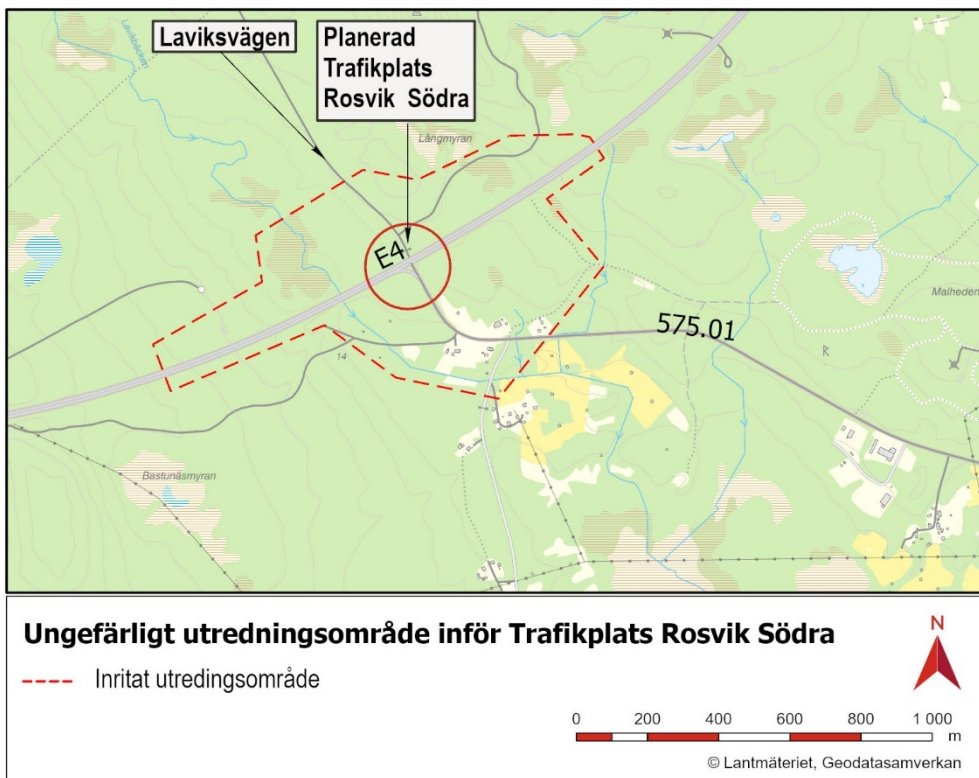 Laviksvägen
Planerad
Trafikplats
Rosvik Södra
Lavikbäcken
Långmyran
E4
575.01
Malheden
R
14
Bastunäsmyran
Ungefärligt utredningsområde inför Trafikplats Rosvik Södra
Inritat utredingsområde
N
0 200 400 600 800 1 000
m
© Lantmäteriet, Geodatasamverkan